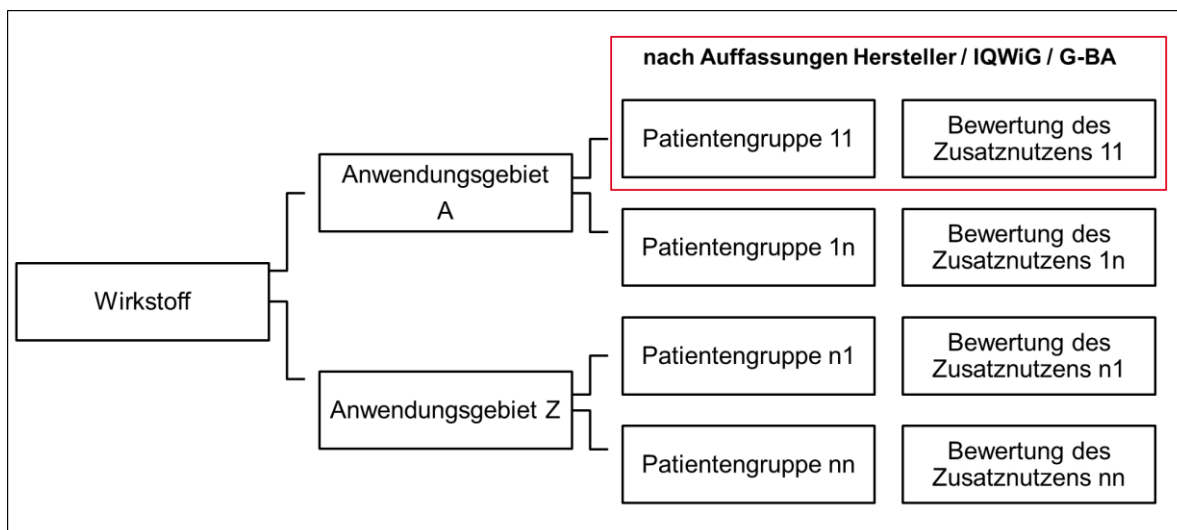 nach Auffassungen Hersteller / IQWiG / G-BA
Patientengruppe 11
Bewertung des
Zusatznutzens 11
Anwendungsgebiet
A
Patientengruppe 1n
Bewertung des
Zusatznutzens 1n
Wirkstoff
Patientengruppe n1
Bewertung des
Zusatznutzens n1
Anwendungsgebiet Z
Patientengruppe nn
Bewertung des
Zusatznutzens nn